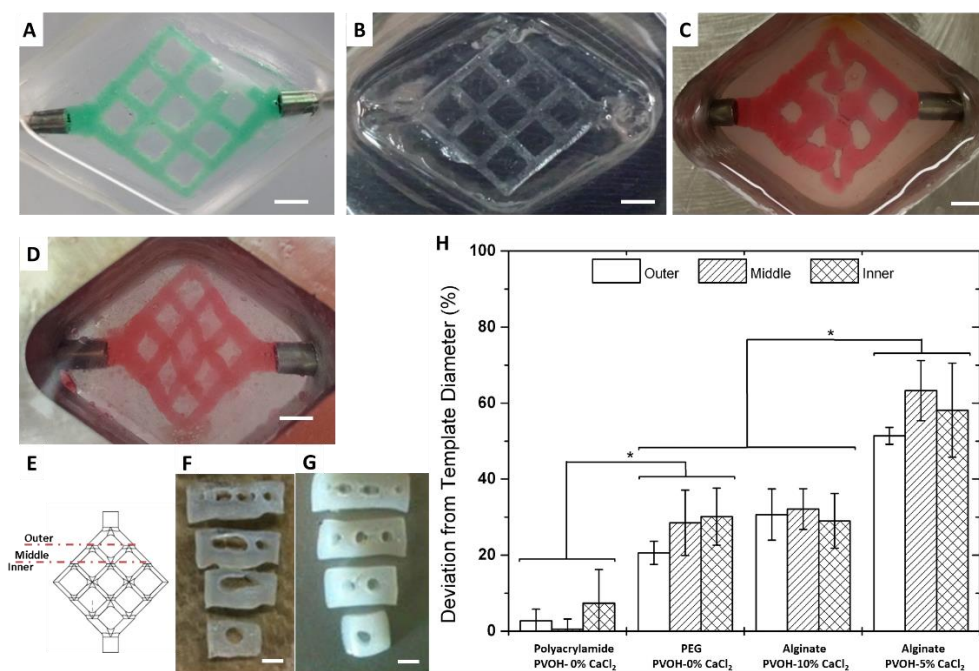 A
B
C
D
E
Outer
Middle
Inner
F
G
H
Outer
Middle
Inner
Deviation from Template Diameter (%)
100
80
60
40
20
0
*
*
Polyacrylamide
PVOH- 0% CaCl₂
PEG
PVOH-0% CaCl₂
Alginate
PVOH-10% CaCl₂
Alginate
PVOH-5% CaCl₂